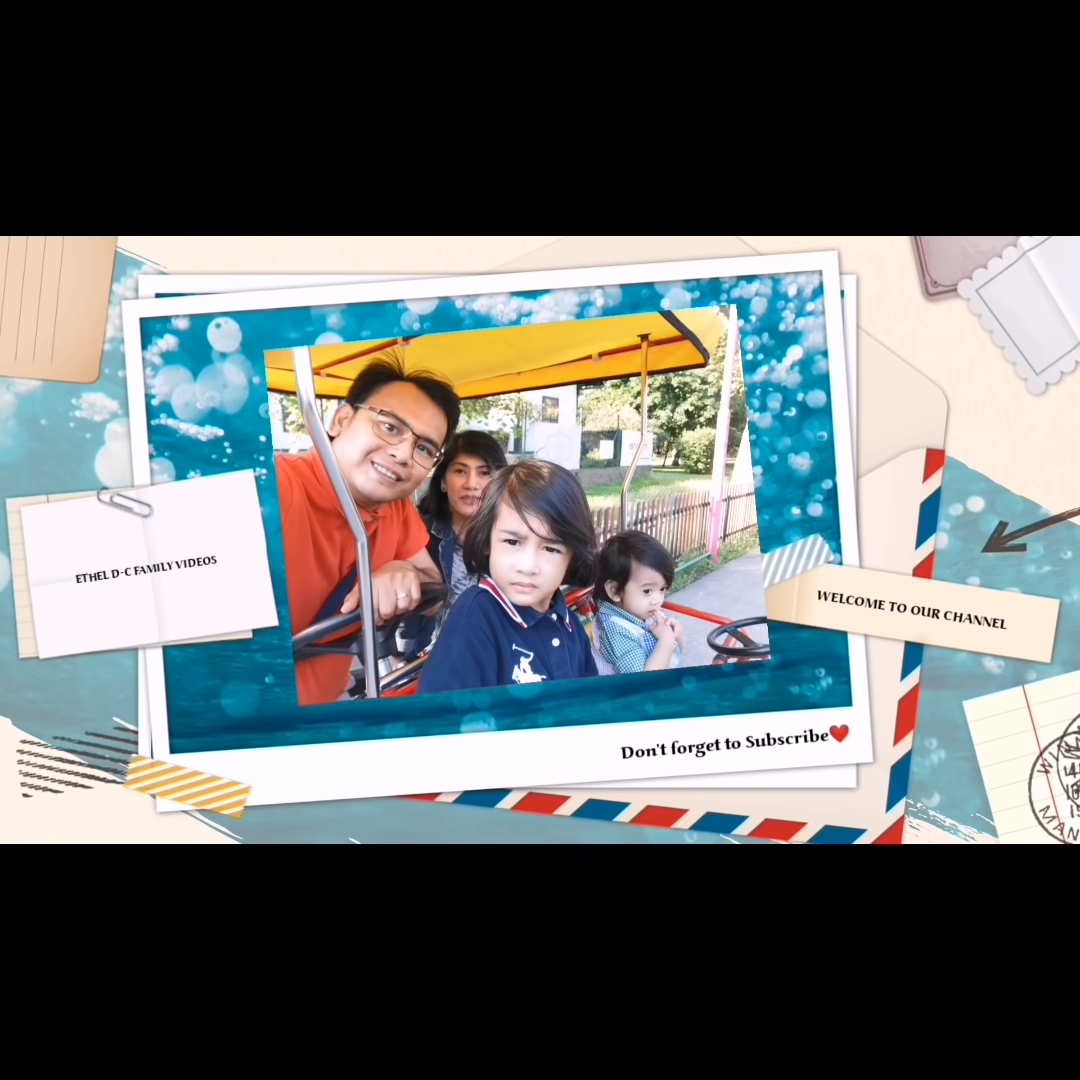 ETHEL D-C FAMILY VIDEOS
WELCOME TO OUR CHANNEL
Don't forget to Subscribe❤️